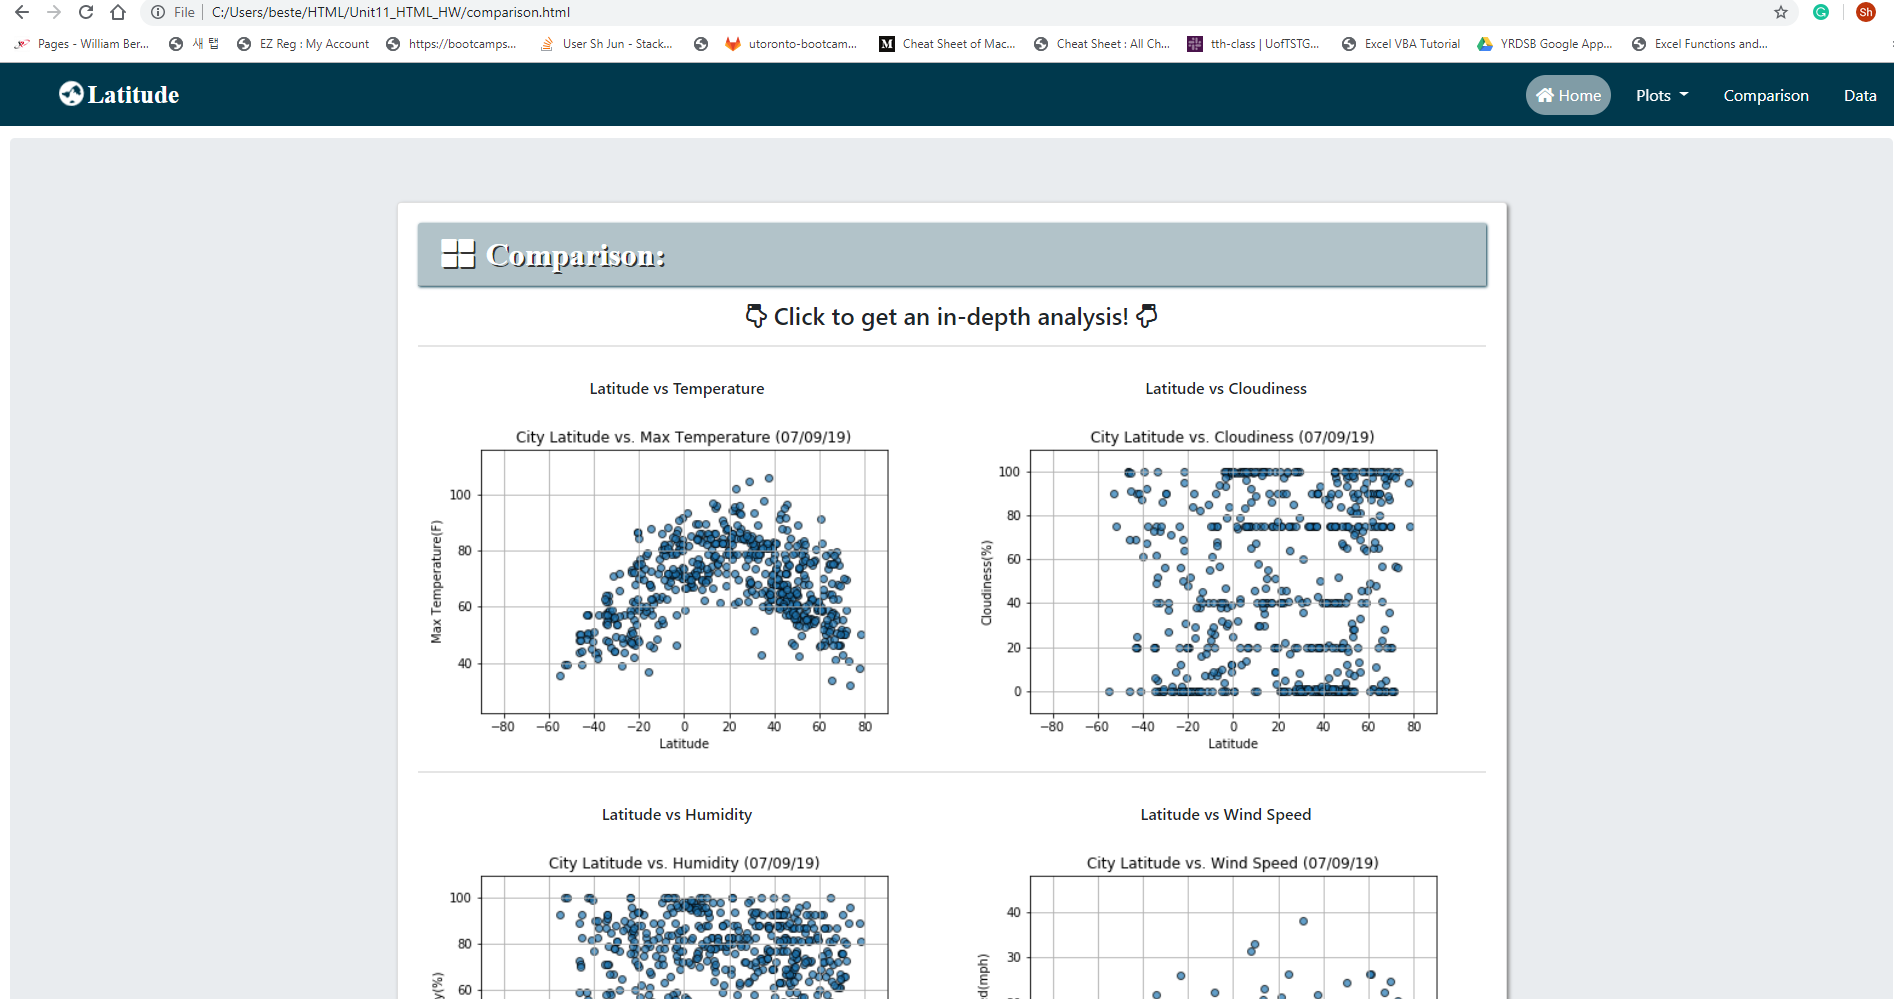 File | C:/Users/beste/HTML/Unit11_HTML_HW/comparison.html
Sh
Pages - William Ber...
새 탭
EZ Reg : My Account
https://bootcamps...
User Sh Jun - Stack...
utoronto-bootcam...
M Cheat Sheet of Mac...
Cheat Sheet : All Ch...
tth-class | UofTSTG...
Excel VBA Tutorial
YRDSB Google App...
Excel Functions and...
Latitude
Home
Plots
Comparison
Data
Comparison:
Click to get an in-depth analysis!
Latitude vs Temperature
City Latitude vs. Max Temperature (07/09/19)
Max Temperature(F)
100
80
60
40
−80 −60 −40 −20 0 20 40 60 80
Latitude
Latitude vs Cloudiness
City Latitude vs. Cloudiness (07/09/19)
Cloudiness(%)
100
80
60
40
20
0
−80 −60 −40 −20 0 20 40 60 80
Latitude
Latitude vs Humidity
City Latitude vs. Humidity (07/09/19)
100
80
60
y(%)
Latitude vs Wind Speed
City Latitude vs. Wind Speed (07/09/19)
40
30
ed(mph)